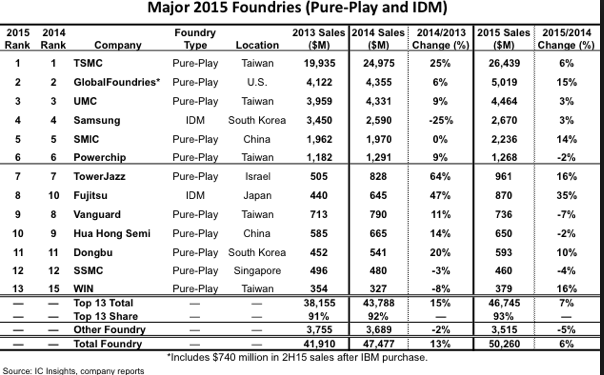 Major 2015 Foundries (Pure-Play and IDM)
2015 Rank 2014 Rank Company Foundry Type Location 2013 Sales ($M) 2014 Sales ($M) 2014/2013 Change (%) 2015 Sales ($M) 2015/2014 Change (%)
1 1 TSMC Pure-Play Taiwan 19,935 24,975 25% 26,439 6%
2 2 GlobalFoundries* Pure-Play U.S. 4,122 4,355 6% 5,019 15%
3 3 UMC Pure-Play Taiwan 3,959 4,331 9% 4,464 3%
4 4 Samsung IDM South Korea 3,450 2,590 -25% 2,670 3%
5 5 SMIC Pure-Play China 1,962 1,970 0% 2,236 14%
6 6 Powerchip Pure-Play Taiwan 1,182 1,291 9% 1,268 -2%
7 7 TowerJazz Pure-Play Israel 505 828 64% 961 16%
8 10 Fujitsu IDM Japan 440 645 47% 870 35%
9 8 Vanguard Pure-Play Taiwan 713 790 11% 736 -7%
10 9 Hua Hong Semi Pure-Play China 585 665 14% 650 -2%
11 11 Dongbu Pure-Play South Korea 452 541 20% 593 10%
12 12 SSMC Pure-Play Singapore 496 480 -3% 460 -4%
13 15 WIN Pure-Play Taiwan 354 327 -8% 379 16%
— — Top 13 Total — — 38,155 43,788 15% 46,745 7%
— — Top 13 Share — — 91% 92% — 93% —
— — Other Foundry — — 3,755 3,689 -2% 3,515 -5%
— — Total Foundry — — 41,910 47,477 13% 50,260 6%
*Includes $740 million in 2H15 sales after IBM purchase.
Source: IC Insights, company reports